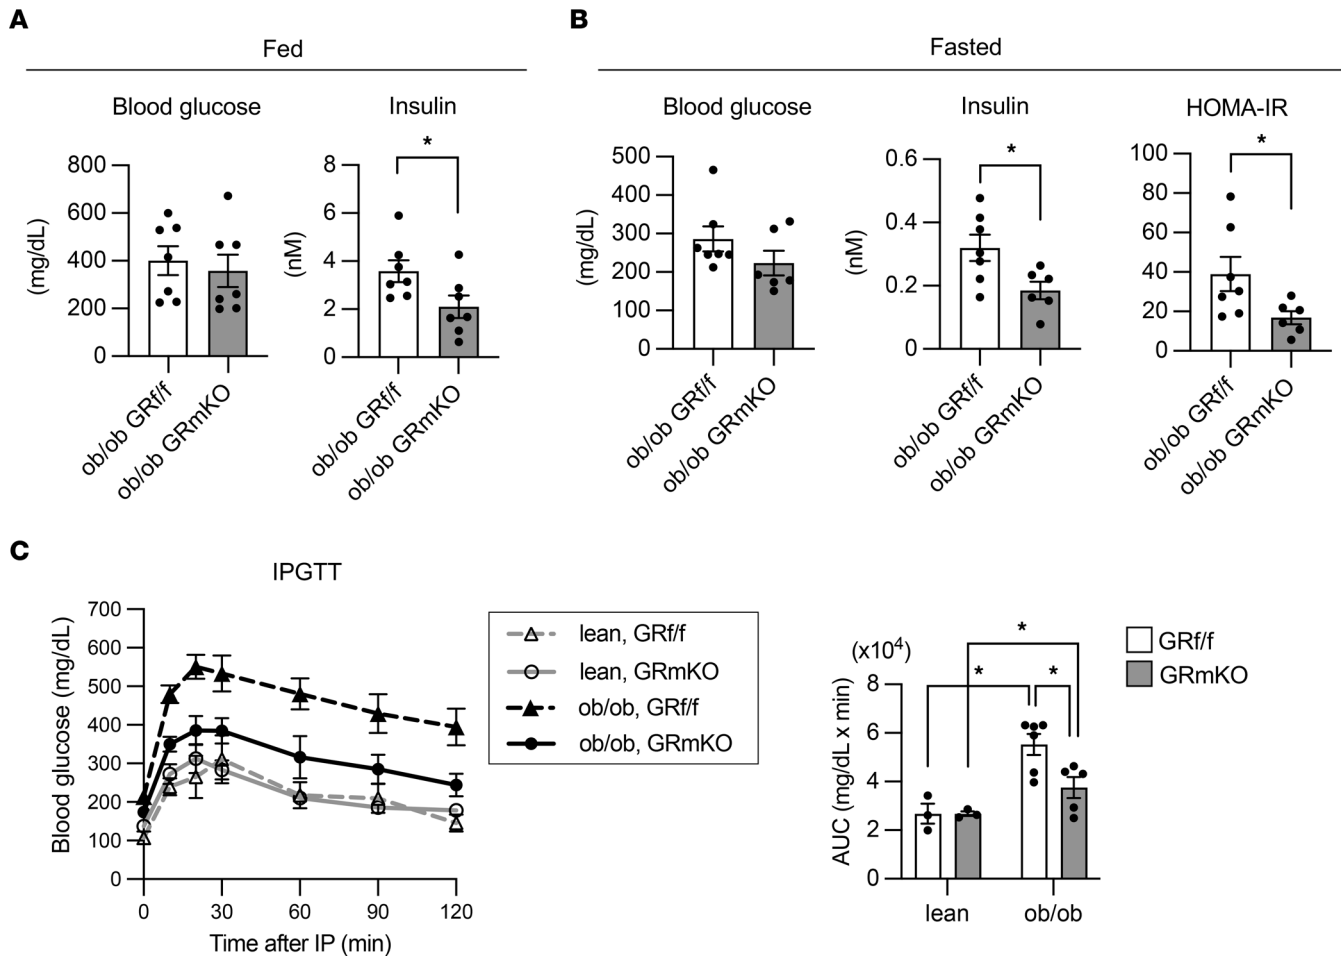 A
Fed
Blood glucose
(mg/dL)
800
600
400
200
0
ob/ob GRf/f
ob/ob GRmKO
Insulin
*
(nM)
8
6
4
2
0
ob/ob GRf/f
ob/ob GRmKO
B
Fasted
Blood glucose
(mg/dL)
500
400
300
200
100
0
ob/ob GRf/f
ob/ob GRmKO
Insulin
*
(nM)
0.6
0.4
0.2
0
ob/ob GRf/f
ob/ob GRmKO
HOMA-IR
*
100
80
60
40
20
0
ob/ob GRf/f
ob/ob GRmKO
C
IPGTT
Blood glucose (mg/dL)
700
600
500
400
300
200
100
0
0 30 60 90 120
Time after IP (min)
lean, GRf/f
lean, GRmKO
ob/ob, GRf/f
ob/ob, GRmKO
(x10⁴)
AUC (mg/dL x min)
8
6
4
2
0
*
* *
lean ob/ob
GRf/f
GRmKO